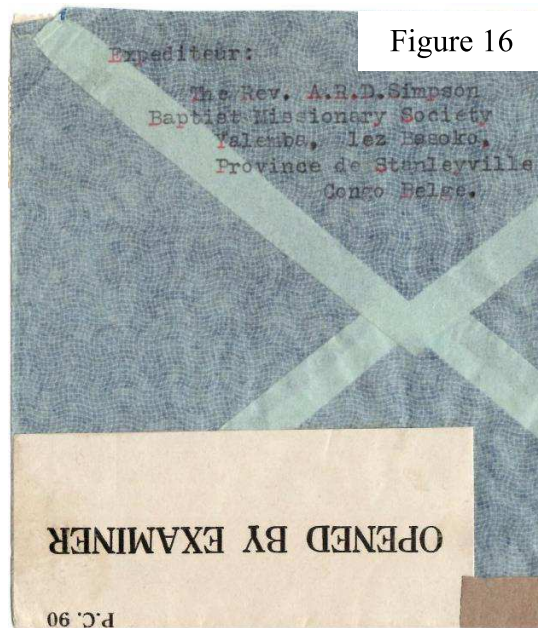 Figure 16
Expediteur:
The Rev. A.R.D.Simpson
Baptist Missionary Society
Yalemba, lez Basoko,
Province de Stanleyville
Congo Belge.
OPENED BY EXAMINER
P.C. 90